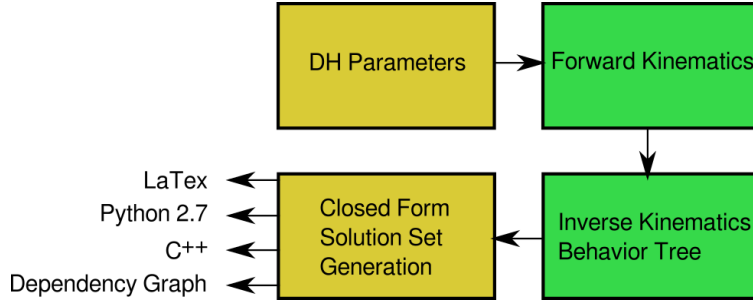 DH Parameters
Forward Kinematics
LaTex
Python 2.7
C++
Dependency Graph
Closed Form
Solution Set
Generation
Inverse Kinematics
Behavior Tree